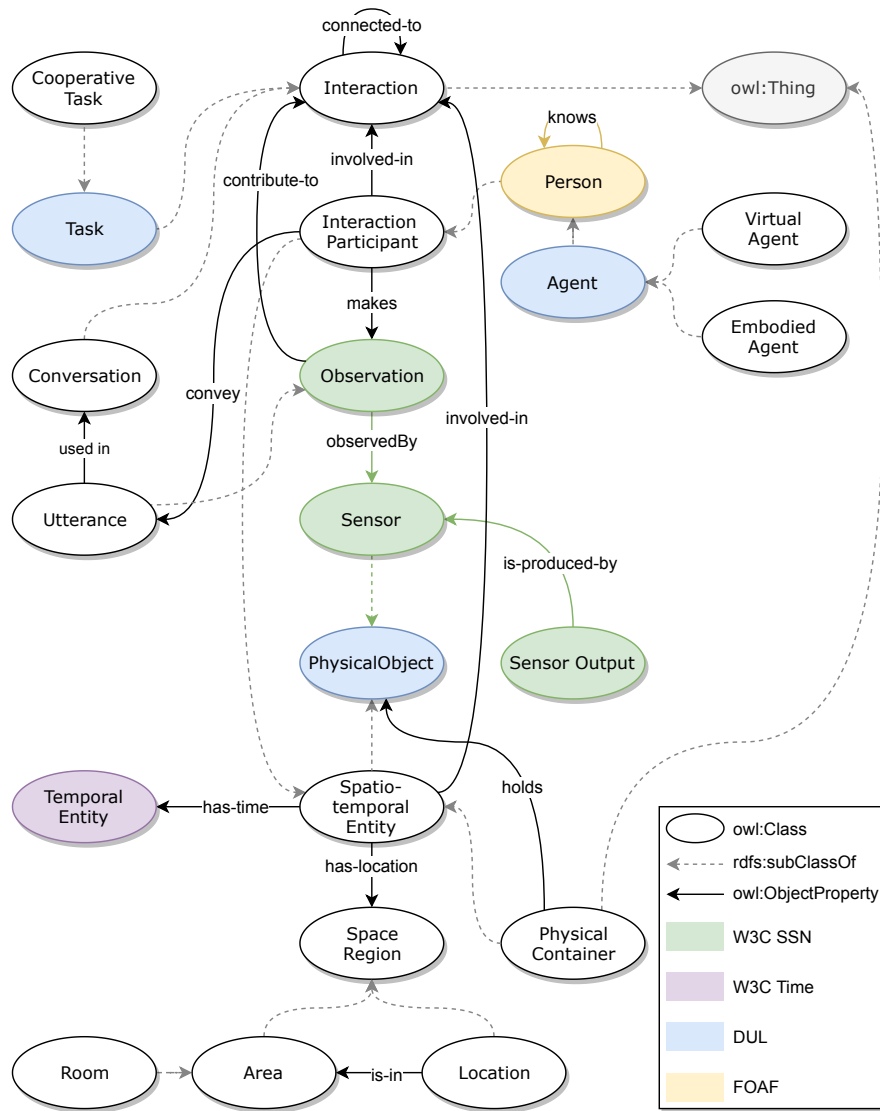 connected-to
Cooperative
Task
Interaction
owl:Thing
knows
involved-in
contribute-to
Person
Task
Interaction
Participant
Virtual
Agent
Agent
makes
Embodied
Agent
Conversation
Observation
convey
involved-in
used in
observedBy
Utterance
Sensor
is-produced-by
PhysicalObject
Sensor Output
holds
Temporal
Entity
has-time
Spatio-
temporal
Entity
owl:Class
rdfs:subClassOf
has-location
owl:ObjectProperty
Space
Region
Physical
Container
W3C SSN
W3C Time
DUL
Room
Area
is-in
Location
FOAF